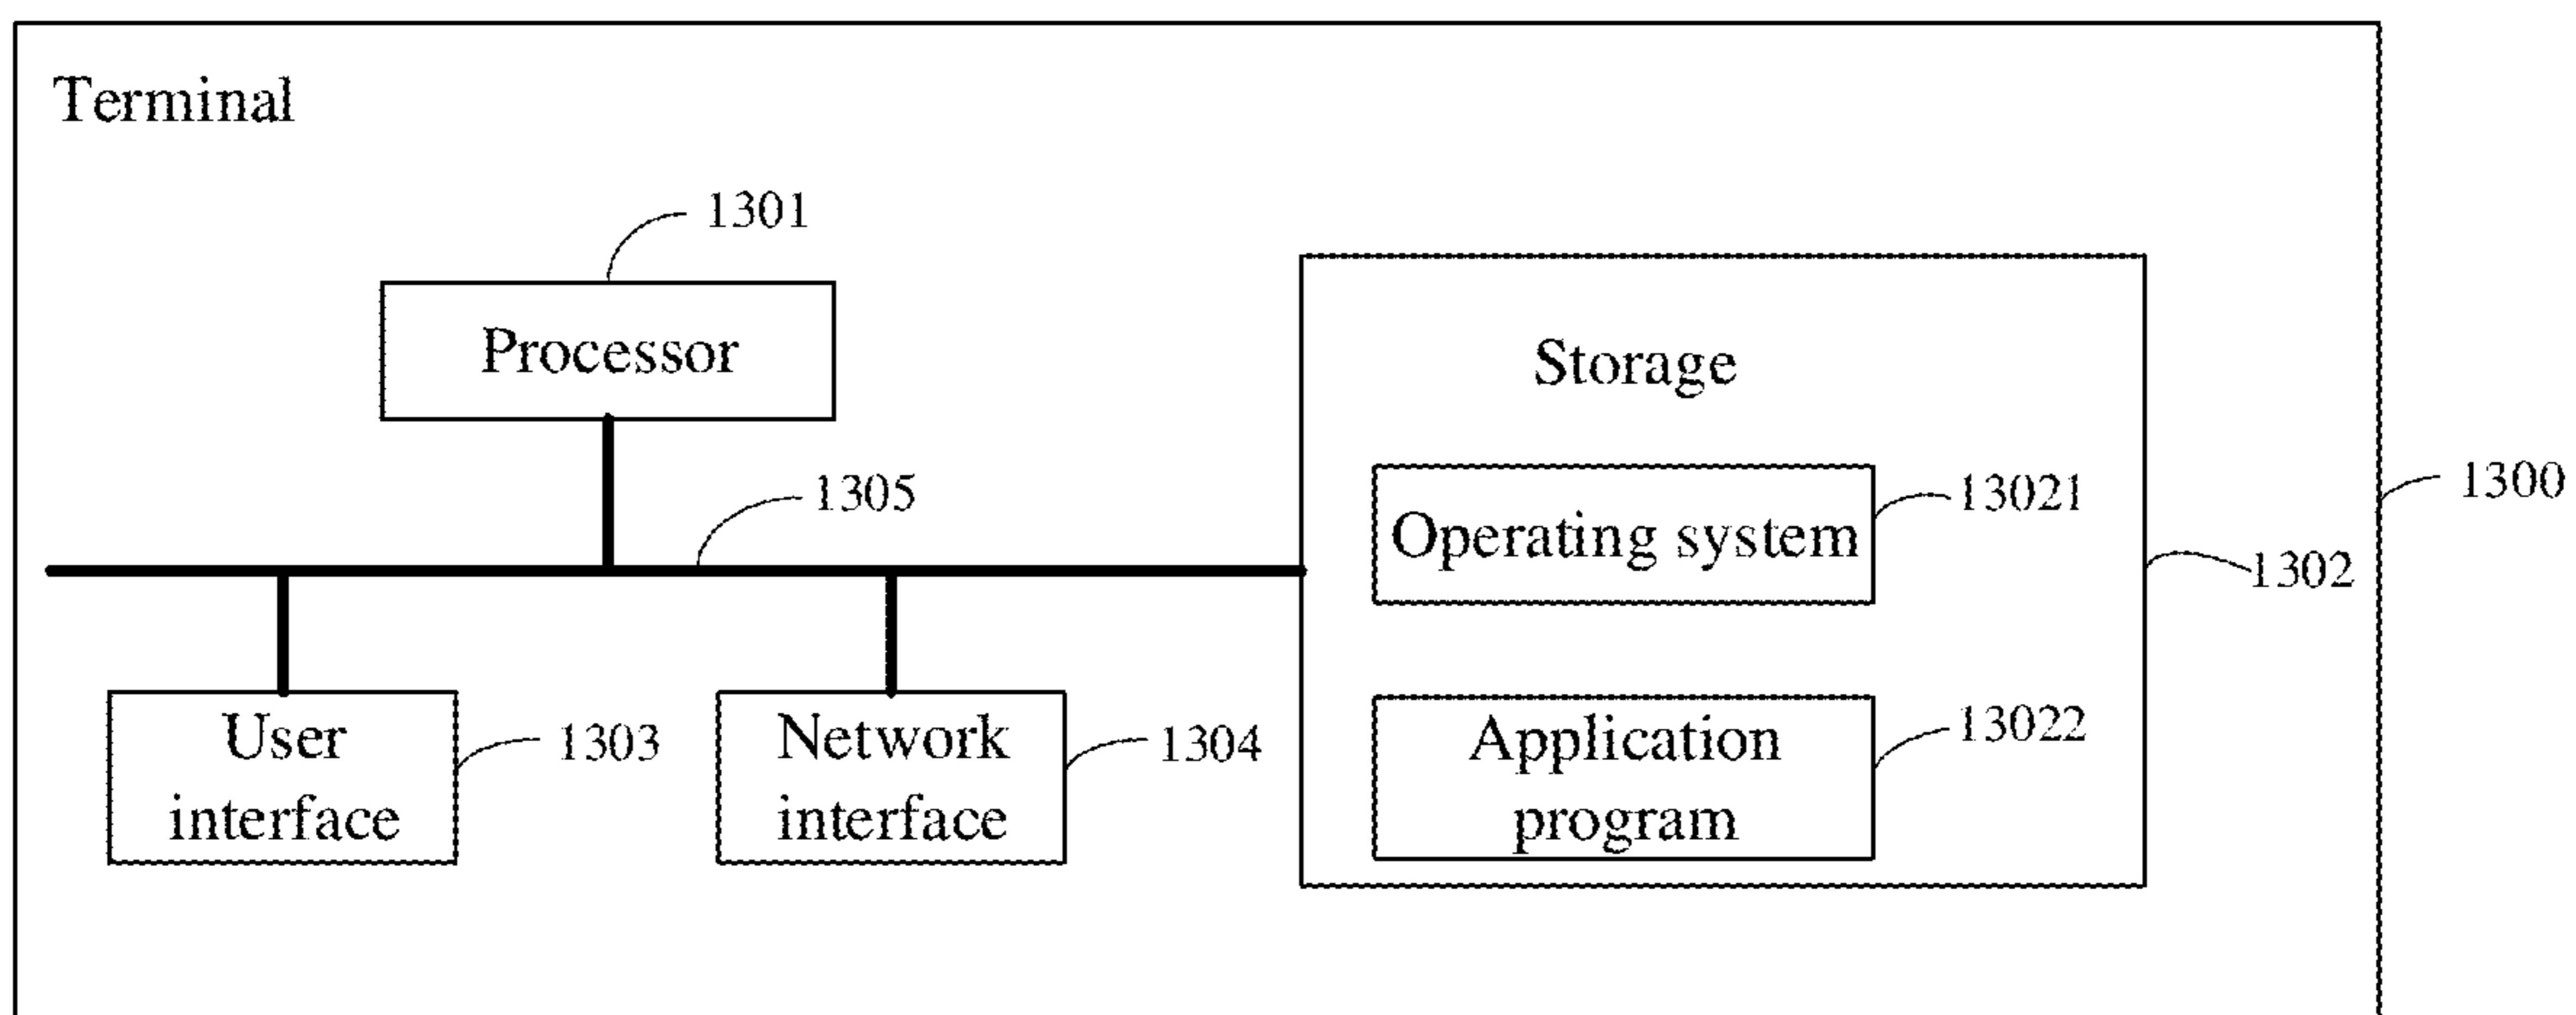 Terminal
1301
Processor
Storage
1305
13021
1300
Operating system
1302
User
interface
1303
Network
interface
1304
Application
program
13022